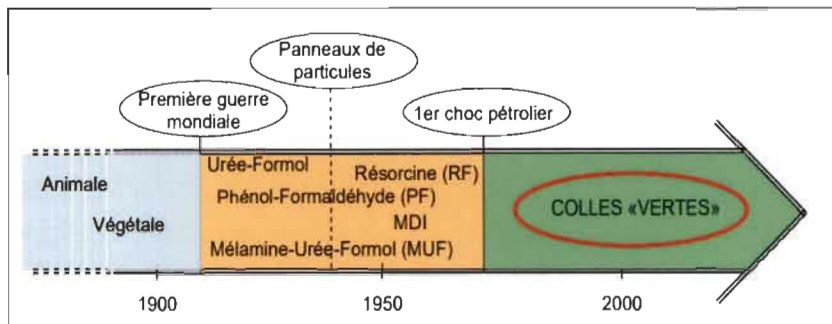 Panneaux de
particules
Première guerre
mondiale
1er choc pétrolier
Animale
Végétale
Urée-Formol
Résorcine (RF)
Phénol-Formaldéhyde (PF)
MDI
Mélamine-Urée-Formol (MUF)
COLLES «VERTES»
1900
1950
2000